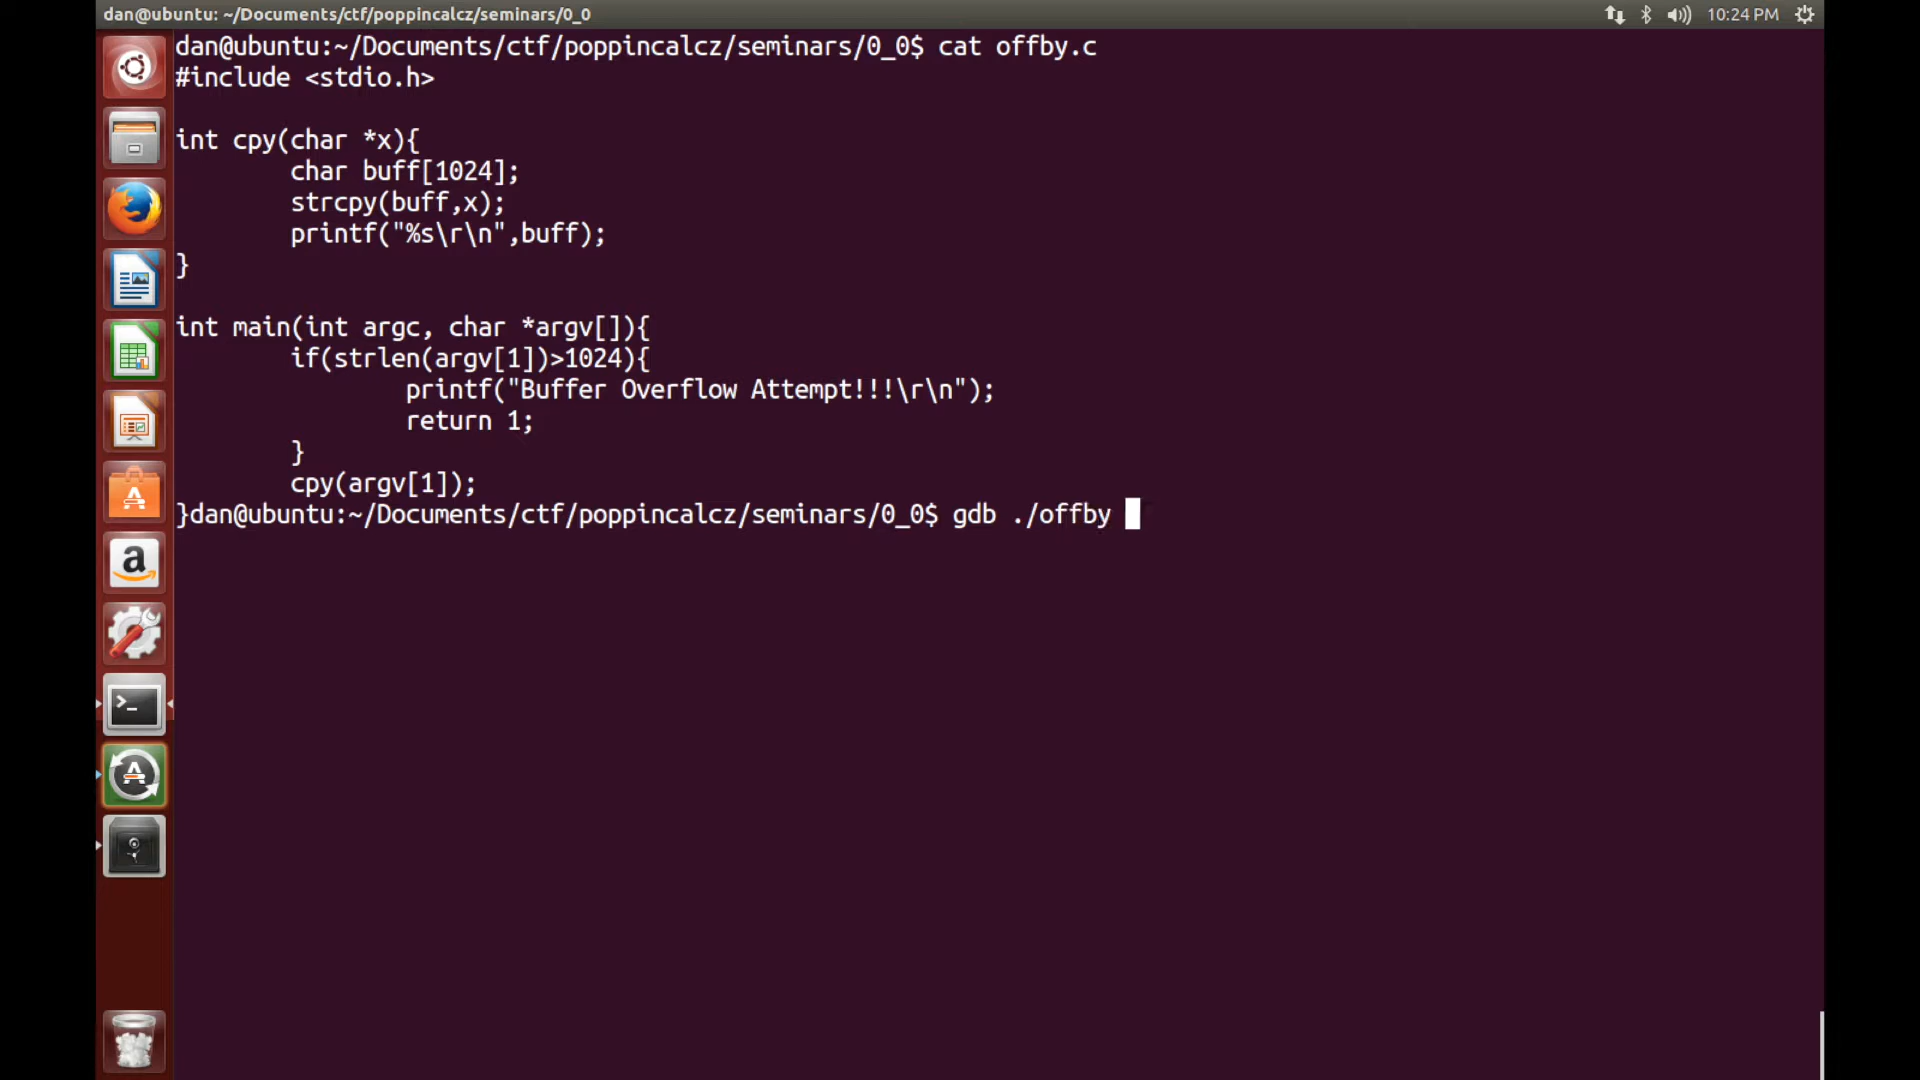 dan@ubuntu: ~/Documents/ctf/poppincalcz/seminars/0_0
10:24 PM
dan@ubuntu:~/Documents/ctf/poppincalcz/seminars/0_0$ cat offby.c
#include <stdio.h>

int cpy(char *x){
        char buff[1024];
        strcpy(buff,x);
        printf("%s\r\n",buff);
}

int main(int argc, char *argv[]){
        if(strlen(argv[1])>1024){
                printf("Buffer Overflow Attempt!!!\r\n");
                return 1;
        }
        cpy(argv[1]);
}dan@ubuntu:~/Documents/ctf/poppincalcz/seminars/0_0$ gdb ./offby